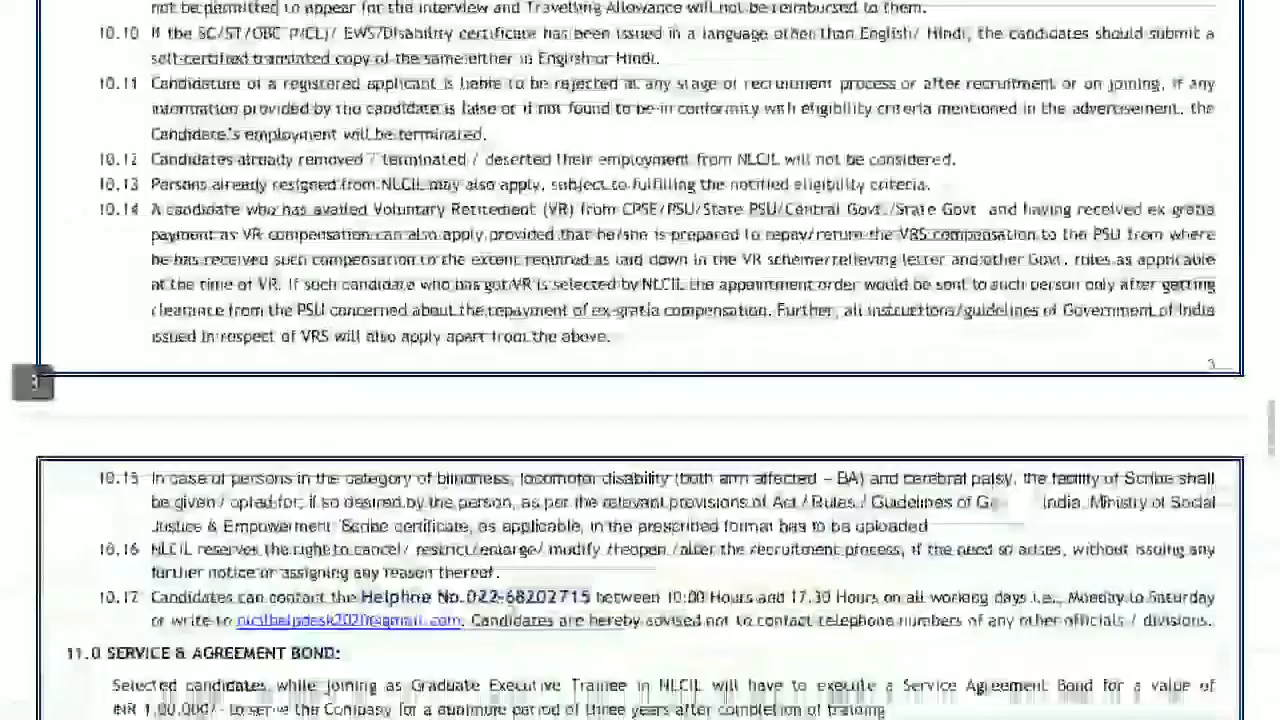 not be permitted to appear for the interview and Travelling Allowance will not be reimbursed to them.
10.10 If the SC/ST/OBC EWS/Disability certificate has been issued in a language other than English/ Hindi, the candidates should submit a
self-certified translated copy of the same either in English or Hindi.
10.11 Candidature of a registered applicant is liable to be rejected at any stage of recruitment process or after recruitment or on joining, if any
information provided by the candidate is false or if not found to be in conformity with eligibility criteria mentioned in the advertisement, the
Candidate's employment will be terminated.
10.12 Candidates already removed / terminated / deserted their employment from NLCIL will not be considered.
10.13 Persons already resigned from NLCIL may also apply, subject to fulfilling the notified eligibility criteria.
10.14 A candidate who has availed Voluntary Retirement (VR) from CPSE/PSU/State PSU/Central Govt./State Govt and having received ex gratia
payment as VR compensation can also apply provided that he/she is prepared to repay/return the VRS compensation to the PSU from where
he has received such compensation to the extent required as laid down in the VR scheme/relieving letter and other Govt. rules as applicable
at the time of VR. If such candidate who has got VR is selected by NLCIL the appointment order would be sent to such person only after getting
clearance from the PSU concerned about the repayment of ex-gratia compensation. Further, all instructions/guidelines of Government of India
issued in respect of VRS will also apply apart from the above.
3
3
10.15 In case of persons in the category of blindness, locomotor disability (both arm affected – BA) and cerebral palsy, the facility of Scribe shall
be given / opted for, if so desired by the person, as per the relevant provisions of Act / Rules / Guidelines of India Ministry of Social
Justice & Empowerment Scribe certificate, as applicable, in the prescribed format has to be uploaded
10.16 NLCIL reserves the right to cancel/ restrict/enlarge/ modify /reopen /alter the recruitment process, if the need so arises, without issuing any
further notice or assigning any reason thereof.
10.17 Candidates can contact the Helpline No.022-68202715 between 10:00 Hours and 17.30 Hours on all working days i.e., Monday to Saturday
or write to Candidates are hereby advised not to contact telephone numbers of any other officials / divisions.
11.0 SERVICE & AGREEMENT BOND:
Selected candidates, while joining as Graduate Executive Trainee in NLCIL will have to execute a Service Agreement Bond for a value of
INR 1,00,000/- to serve the Company for a minimum period of three years after completion of training